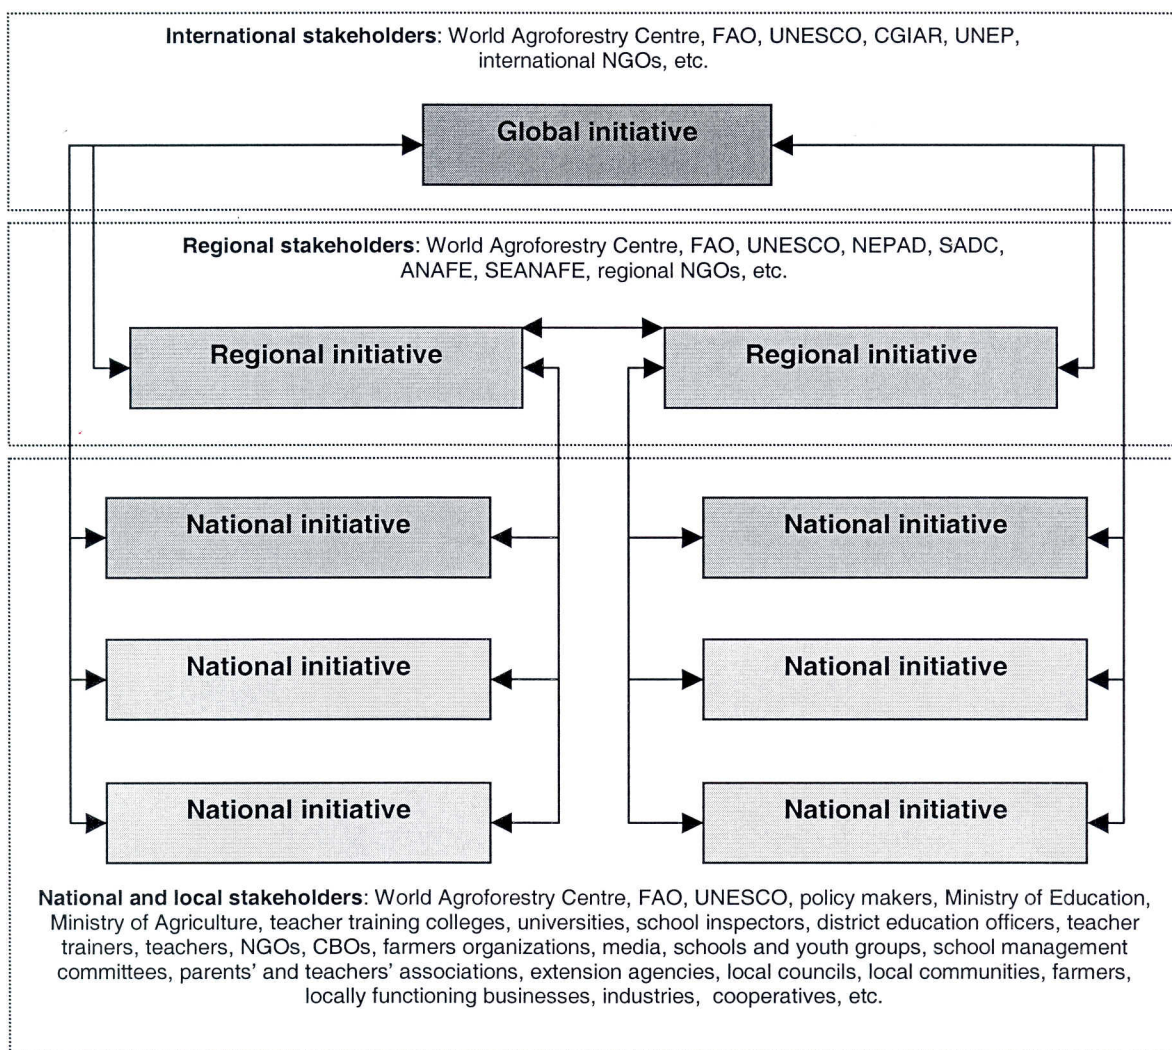 International stakeholders: World Agroforestry Centre, FAO, UNESCO, CGIAR, UNEP,
international NGOs, etc.
Global initiative
Regional stakeholders: World Agroforestry Centre, FAO, UNESCO, NEPAD, SADC,
ANAFE, SEANAFE, regional NGOs, etc.
Regional initiative
Regional initiative
National initiative
National initiative
National initiative
National initiative
National initiative
National initiative
National and local stakeholders: World Agroforestry Centre, FAO, UNESCO, policy makers, Ministry of Education,
Ministry of Agriculture, teacher training colleges, universities, school inspectors, district education officers, teacher
trainers, teachers, NGOs, CBOs, farmers organizations, media, schools and youth groups, school management
committees, parents' and teachers' associations, extension agencies, local councils, local communities, farmers,
locally functioning businesses, industries, cooperatives, etc.